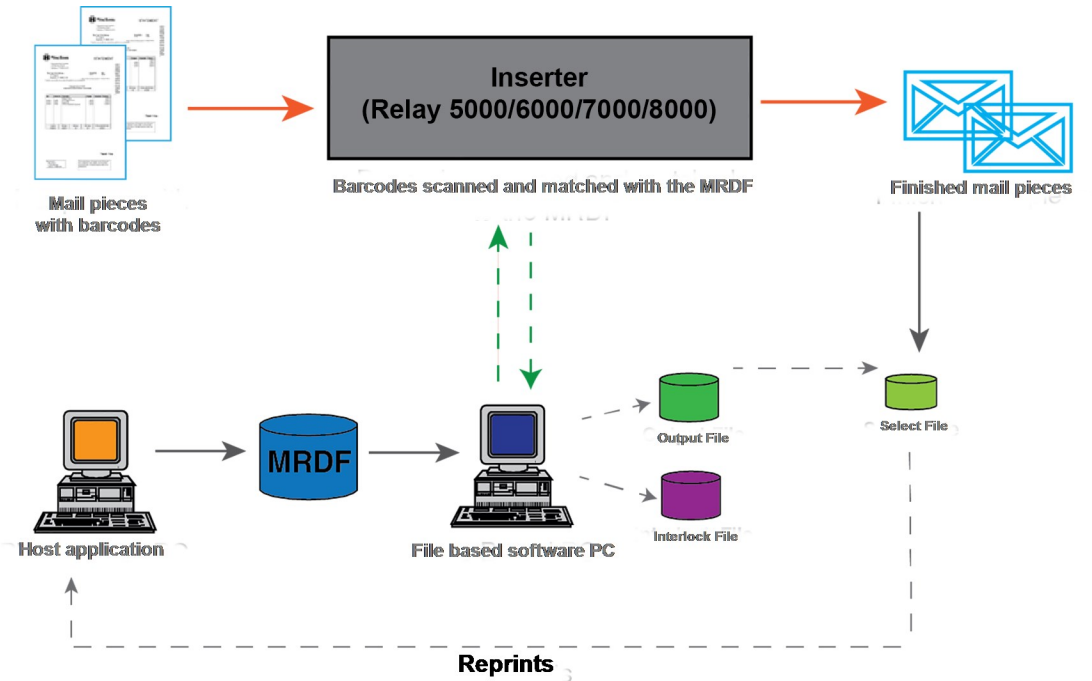 Inserter
(Relay 5000/6000/7000/8000)
Barcodes scanned and matched with the MRDF
Finished mail pieces
Mail pieces
with barcodes
MRDF
Output File
Select File
Interlock File
Host application
File based software PC
Reprints